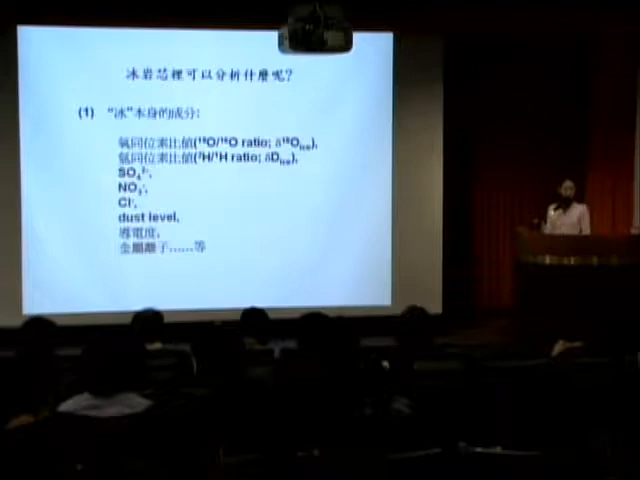 冰岩芯裡可以分析什麼呢?
(1) "冰"本身的成分:
氧同位素比值(¹⁸O/¹⁶O ratio; δ¹⁸Oice),
氫同位素比值(²H/¹H ratio; δDice),
SO₄²⁻,
NO₃⁻,
Cl⁻,
dust level,
導電度,
金屬離子……等